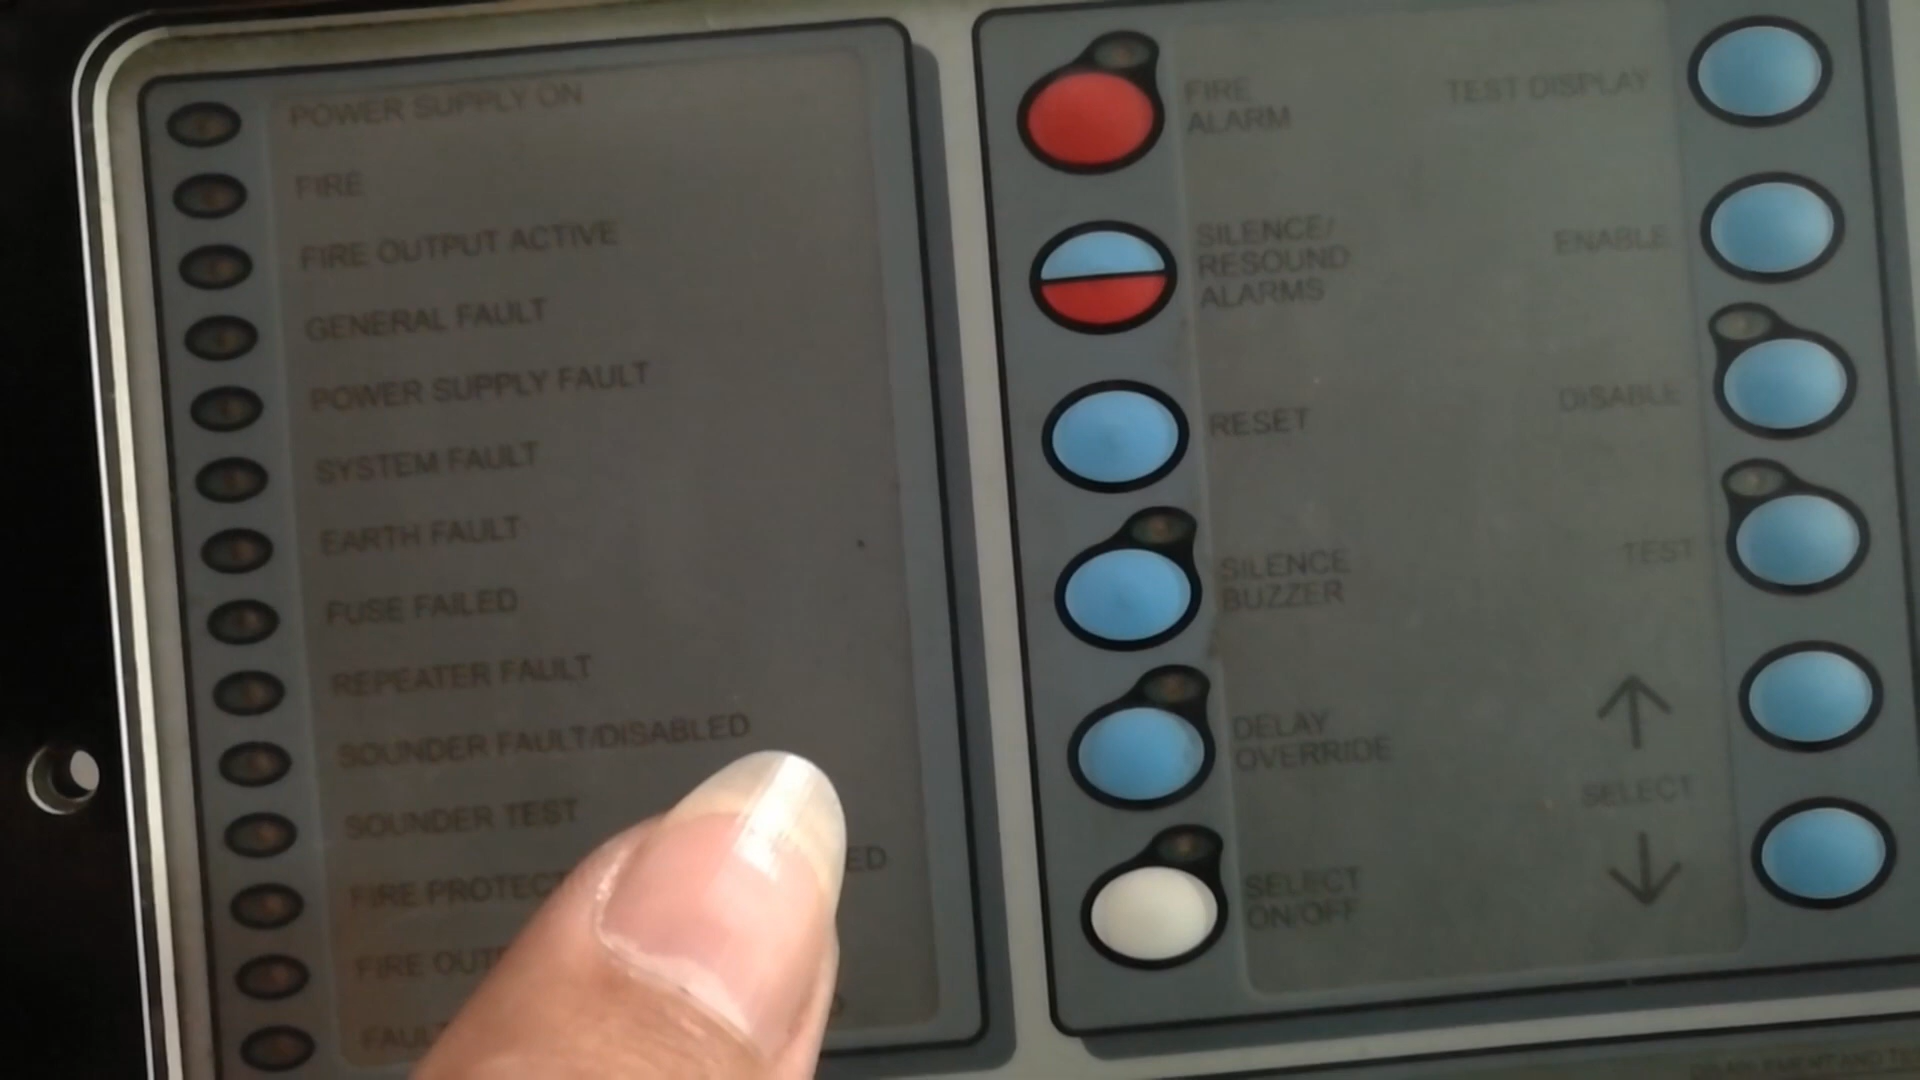 POWER SUPPLY ON
FIRE
FIRE OUTPUT ACTIVE
GENERAL FAULT
POWER SUPPLY FAULT
SYSTEM FAULT
EARTH FAULT
FUSE FAILED
REPEATER FAULT
SOUNDER FAULT/DISABLED
SOUNDER TEST
FIRE
FIRE
FIRE
ALARM
SILENCE/
RESOUND
ALARMS
RESET
SILENCE
BUZZER
DELAY
OVERRIDE
SELECT
ON/OFF
TEST DISPLAY
ENABLE
DISABLE
TEST
SELECT